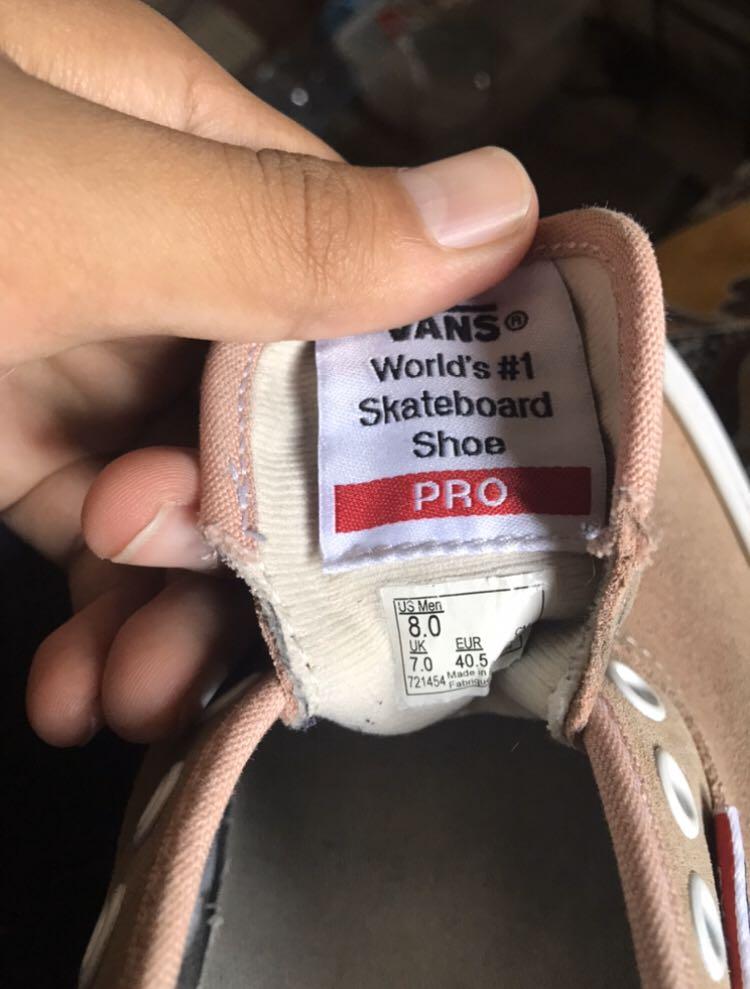 VANS®
World's #1
Skateboard
Shoe
PRO
US Men
8.0
UK EUR
7.0 40.5
721454 Made in